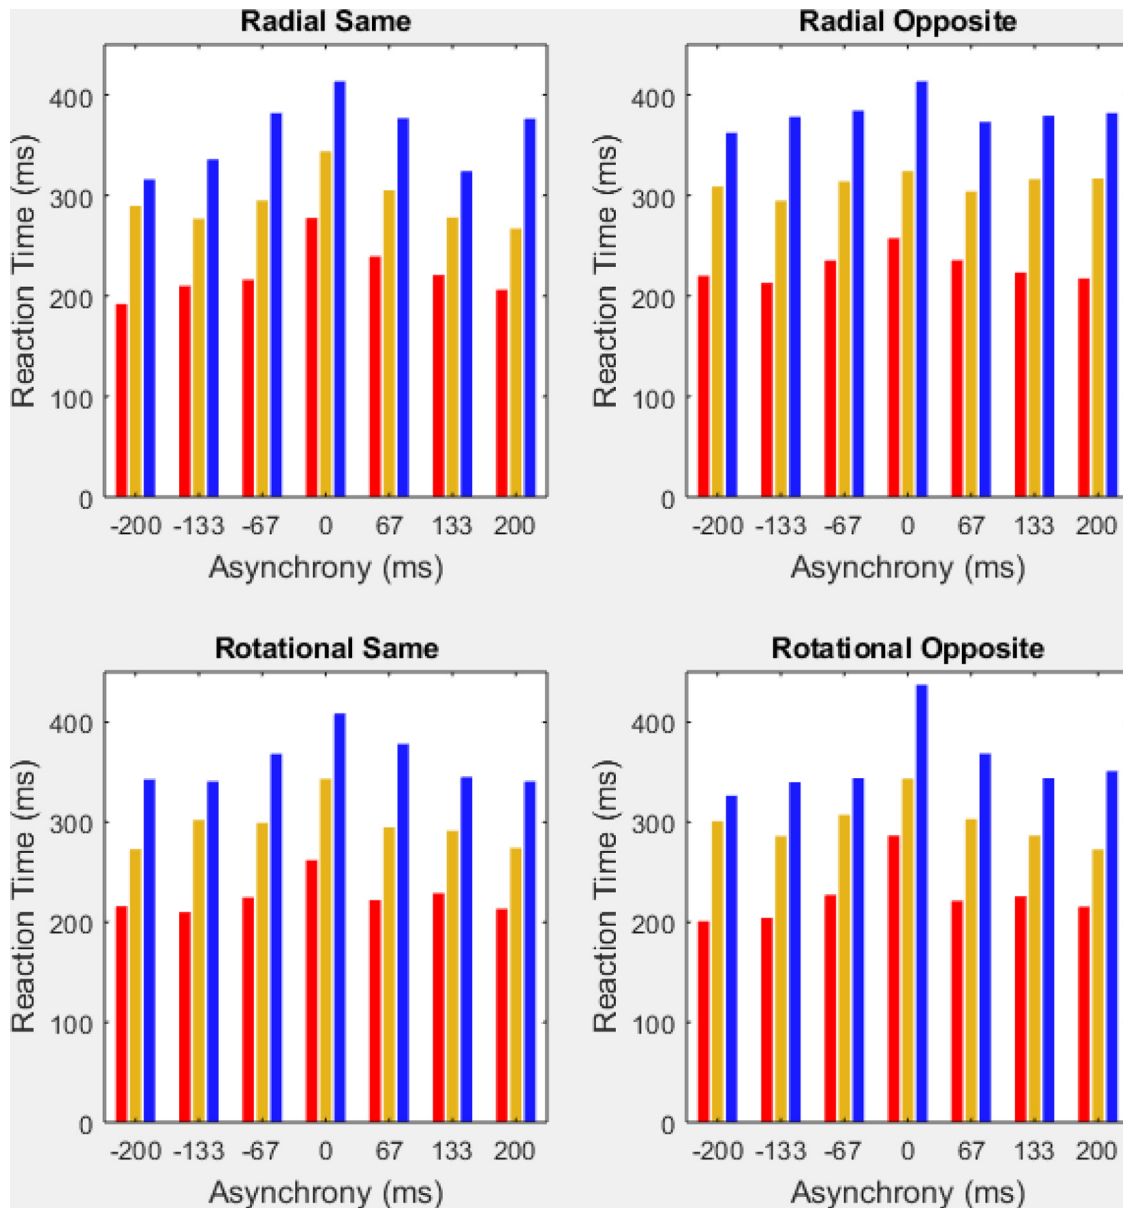 Radial Same
Reaction Time (ms)
400
300
200
100
0
-200 -133 -67 0 67 133 200
Asynchrony (ms)
Radial Opposite
Reaction Time (ms)
400
300
200
100
0
-200 -133 -67 0 67 133 200
Asynchrony (ms)
Rotational Same
Reaction Time (ms)
400
300
200
100
0
-200 -133 -67 0 67 133 200
Asynchrony (ms)
Rotational Opposite
Reaction Time (ms)
400
300
200
100
0
-200 -133 -67 0 67 133 200
Asynchrony (ms)